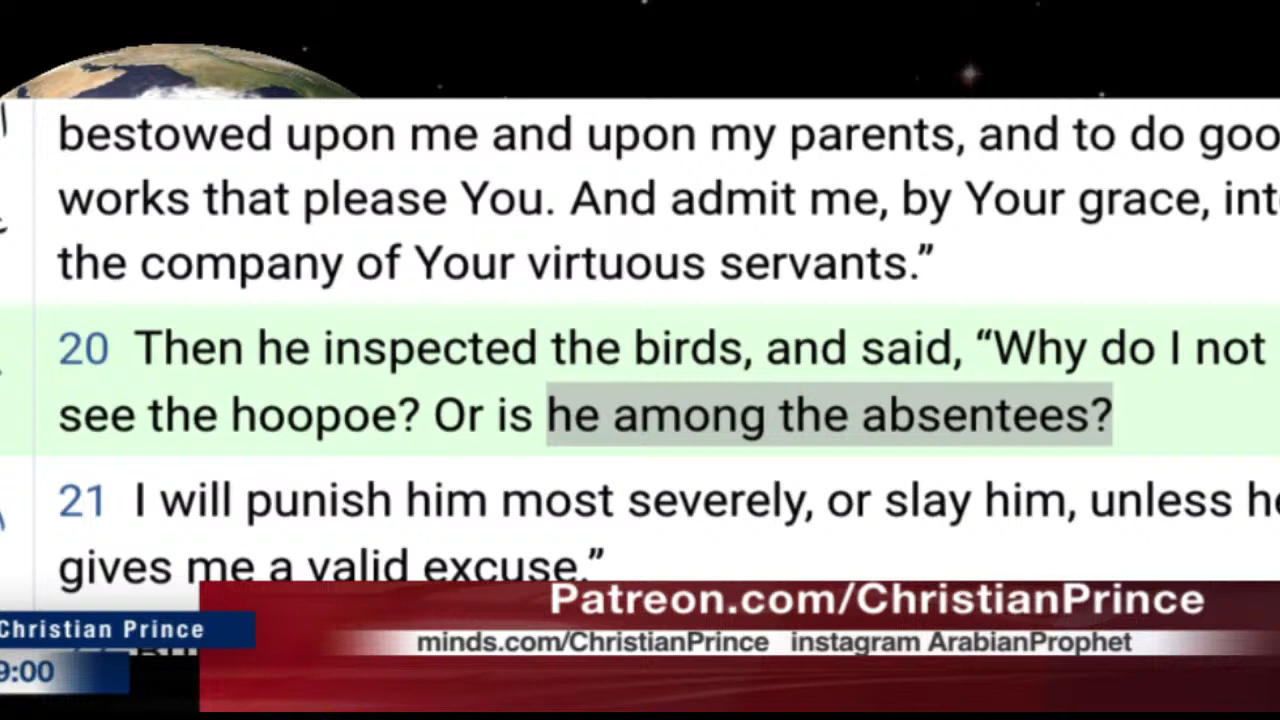 bestowed upon me and upon my parents, and to do goo
works that please You. And admit me, by Your grace, int
the company of Your virtuous servants.”
20 Then he inspected the birds, and said, “Why do I not
see the hoopoe? Or is he among the absentees?
21 I will punish him most severely, or slay him, unless he
gives me a valid excuse.”
Patreon.com/ChristianPrince
Christian Prince
minds.com/ChristianPrince instagram ArabianProphet
9:00